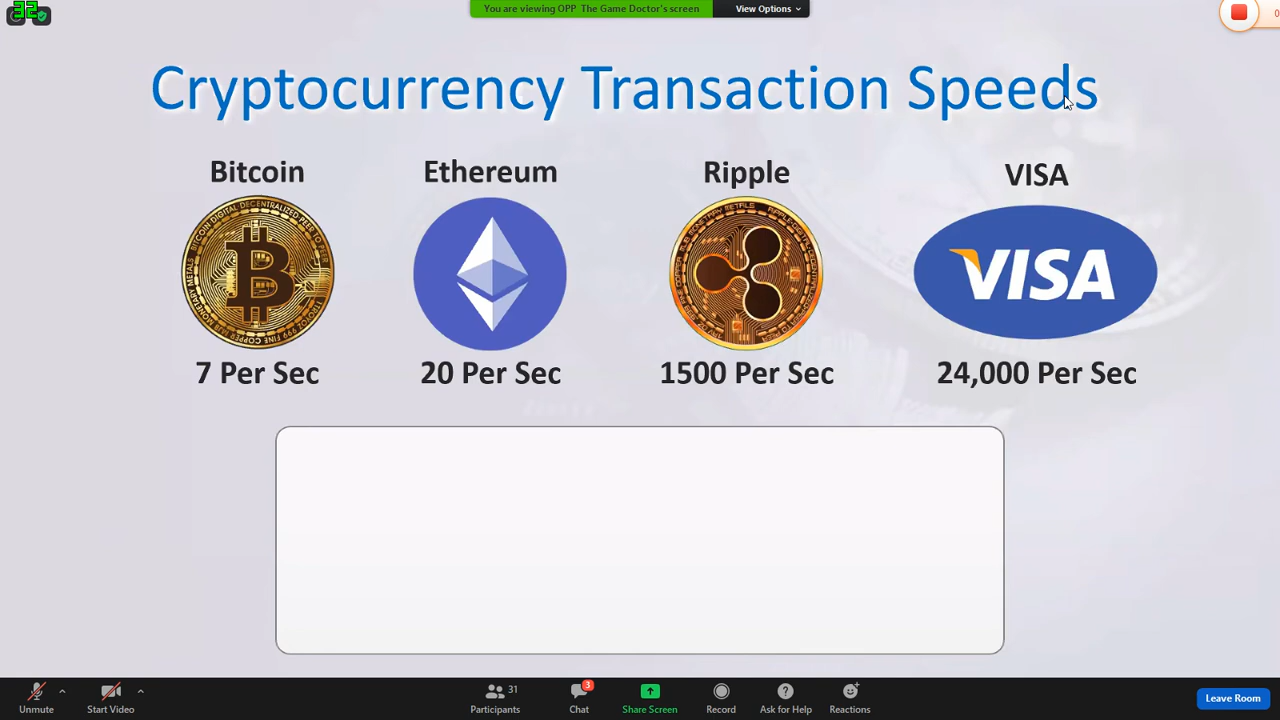 32
You are viewing OPP The Game Doctor's screen
View Options
Cryptocurrency Transaction Speeds
Bitcoin
Ethereum
Ripple
VISA
VISA
7 Per Sec
20 Per Sec
1500 Per Sec
24,000 Per Sec
Unmute
Start Video
Participants
31
Chat
3
Share Screen
Record
Ask for Help
Reactions
Leave Room